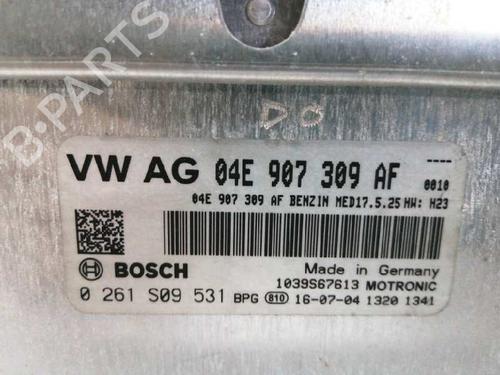 B-PARTS
VW AG 04E 907 309 AF ----
0010
04E 907 309 AF BENZIN MED17.5.25 HW: H23
BOSCH
Made in Germany
1039S67613 MOTRONIC
0 261 S09 531 BPG 810 16-07-04 1320 1341